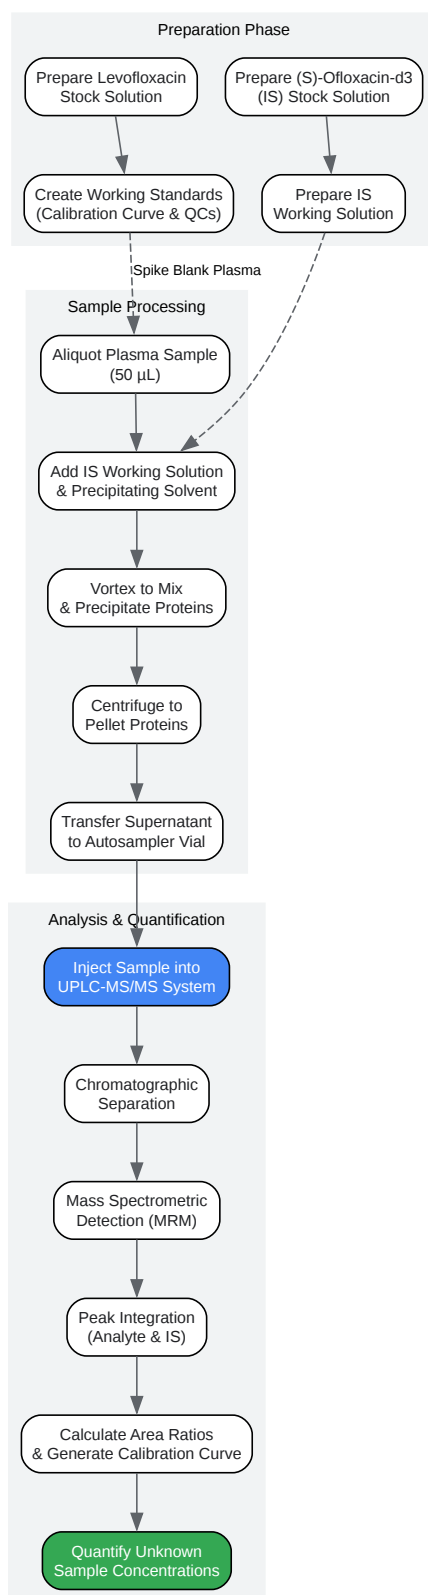 Preparation Phase
Prepare Levofloxacin
Stock Solution
Prepare (S)-Ofloxacin-d3
(IS) Stock Solution
Create Working Standards
(Calibration Curve & QCs)
Prepare IS
Working Solution
Spike Blank Plasma
Sample Processing
Aliquot Plasma Sample
(50 µL)
Add IS Working Solution
& Precipitating Solvent
Vortex to Mix
& Precipitate Proteins
Centrifuge to
Pellet Proteins
Transfer Supernatant
to Autosampler Vial
Analysis & Quantification
Inject Sample into
UPLC-MS/MS System
Chromatographic
Separation
Mass Spectrometric
Detection (MRM)
Peak Integration
(Analyte & IS)
Calculate Area Ratios
& Generate Calibration Curve
Quantify Unknown
Sample Concentrations